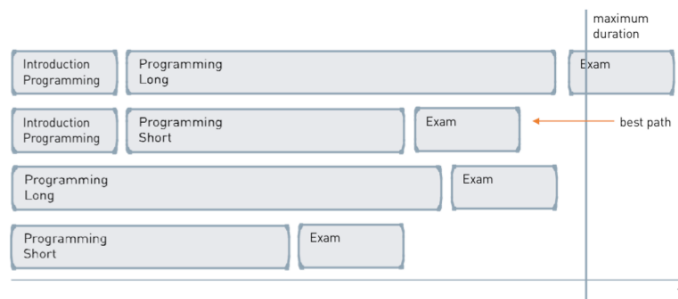 maximum
duration
Introduction
Programming
Programming
Long
Exam
Introduction
Programming
Programming
Short
Exam
best path
Programming
Long
Exam
Programming
Short
Exam